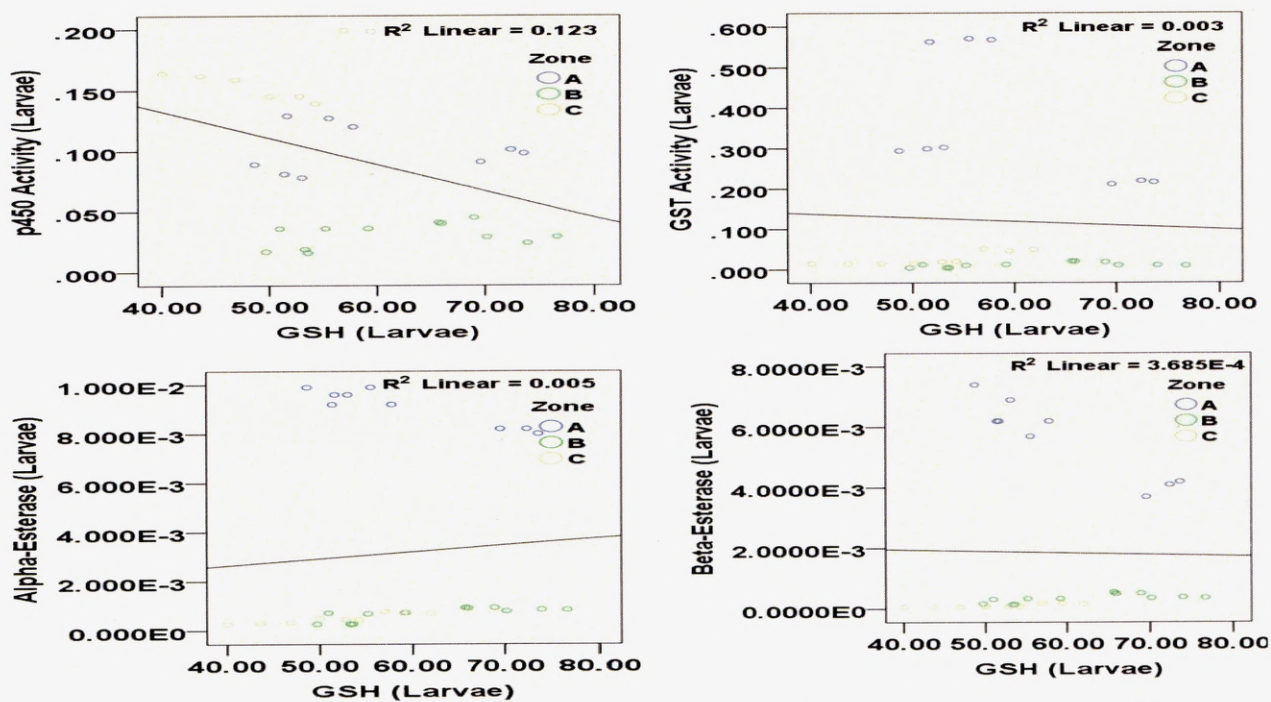 R² Linear = 0.123
Zone
A
B
C
.200
.150
.100
.050
.000
p450 Activity (Larvae)
40.00 50.00 60.00 70.00 80.00
GSH (Larvae)
R² Linear = 0.003
Zone
A
B
C
.600
.500
.400
.300
.200
.100
.000
GST Activity (Larvae)
40.00 50.00 60.00 70.00 80.00
GSH (Larvae)
R² Linear = 0.005
Zone
A
B
C
1.000E-2
8.000E-3
6.000E-3
4.000E-3
2.000E-3
0.000E0
Alpha-Esterase (Larvae)
40.00 50.00 60.00 70.00 80.00
GSH (Larvae)
R² Linear = 3.685E-4
Zone
A
B
C
8.0000E-3
6.0000E-3
4.0000E-3
2.0000E-3
0.0000E0
Beta-Esterase (Larvae)
40.00 50.00 60.00 70.00 80.00
GSH (Larvae)